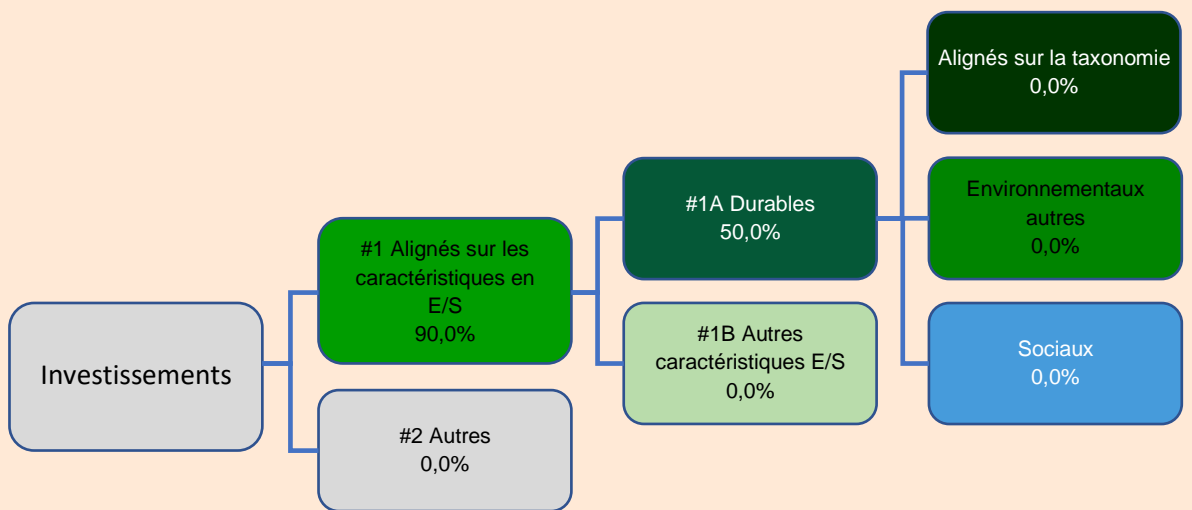 Investissements
#1 Alignés sur les
caractéristiques en
E/S
90,0%
#2 Autres
0,0%
#1A Durables
50,0%
#1B Autres
caractéristiques E/S
0,0%
Alignés sur la taxonomie
0,0%
Environnementaux
autres
0,0%
Sociaux
0,0%